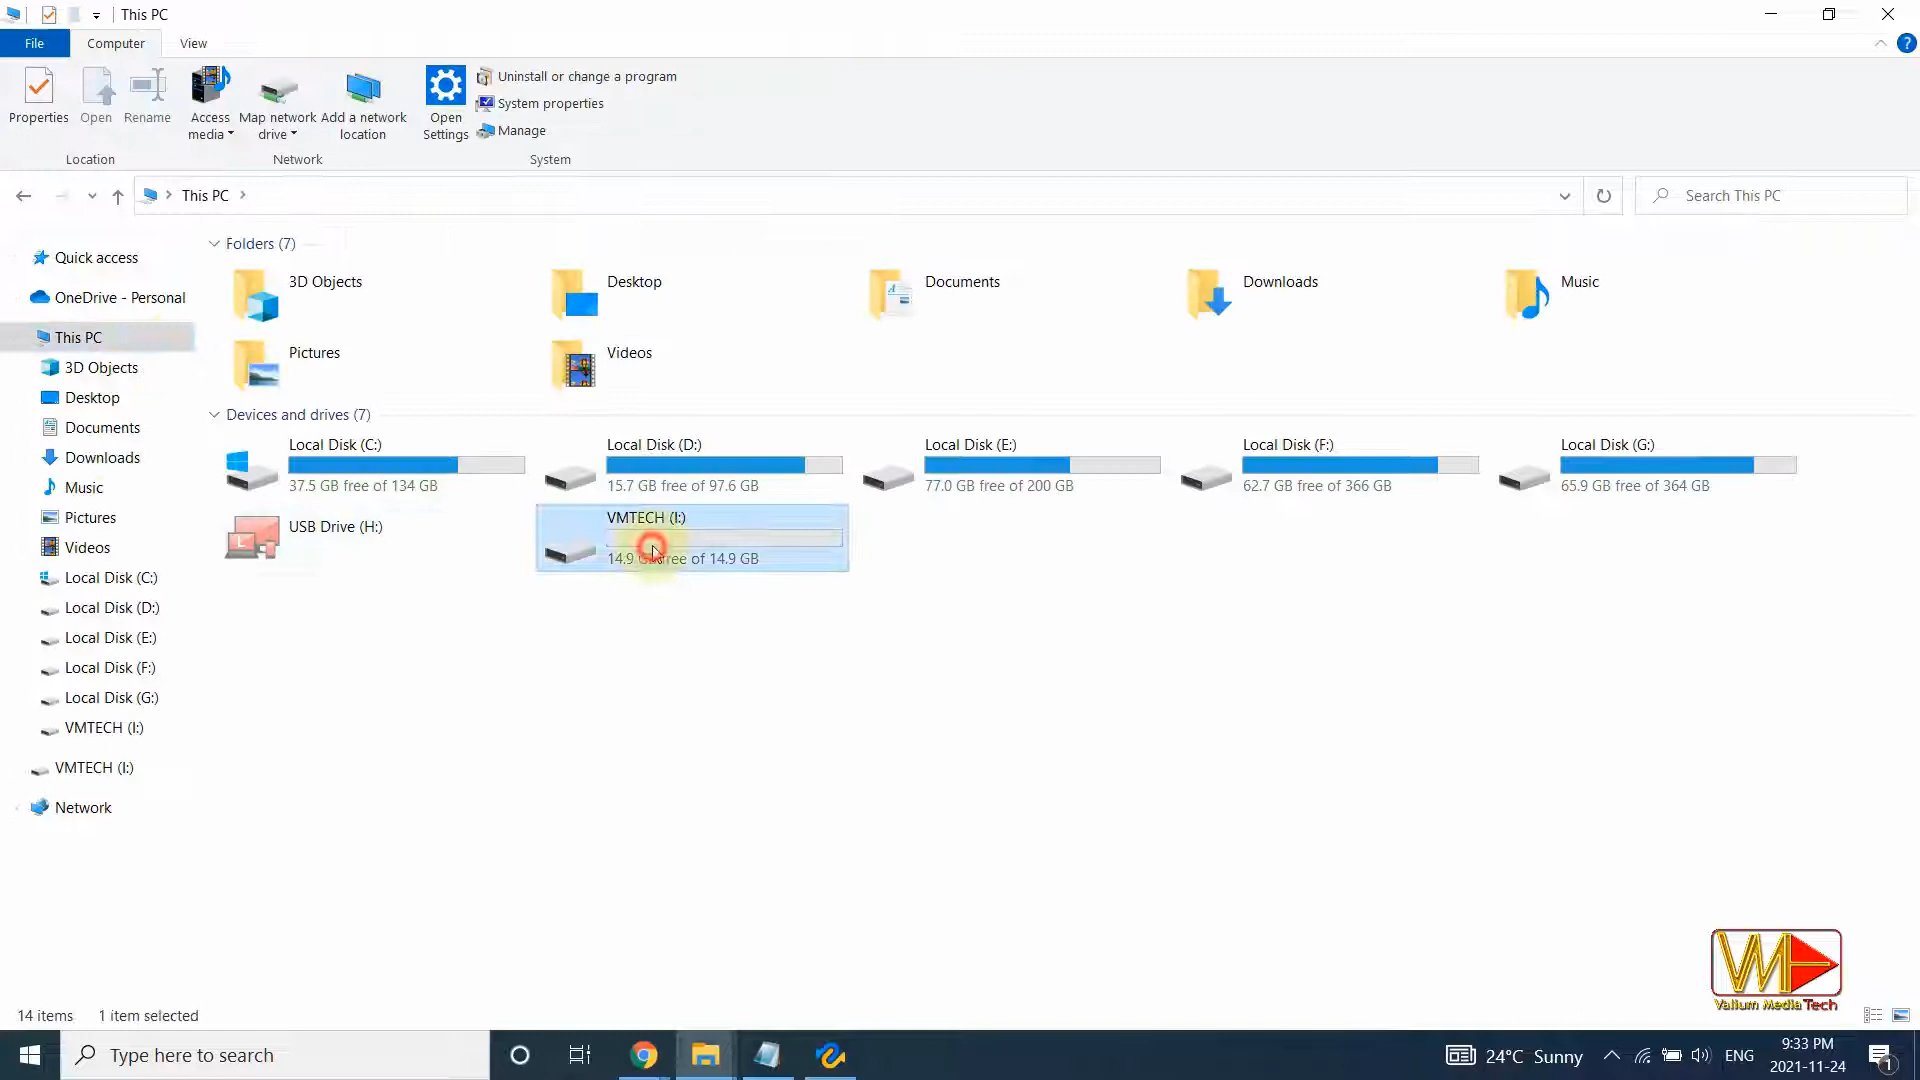 This PC
File
Computer
View
Properties
Open
Rename
Access media
Map network drive
Add a network location
Open Settings
Uninstall or change a program
System properties
Manage
Location
Network
System
This PC
Search This PC
Quick access
OneDrive - Personal
This PC
3D Objects
Desktop
Documents
Downloads
Music
Pictures
Videos
Local Disk (C:)
Local Disk (D:)
Local Disk (E:)
Local Disk (F:)
Local Disk (G:)
VMTECH (I:)
VMTECH (I:)
Network
Folders (7)
3D Objects
Desktop
Documents
Downloads
Music
Pictures
Videos
Devices and drives (7)
Local Disk (C:)
37.5 GB free of 134 GB
Local Disk (D:)
15.7 GB free of 97.6 GB
Local Disk (E:)
77.0 GB free of 200 GB
Local Disk (F:)
62.7 GB free of 366 GB
Local Disk (G:)
65.9 GB free of 364 GB
USB Drive (H:)
VMTECH (I:)
14.9 GB free of 14.9 GB
Valium Media Tech
14 items
1 item selected
Type here to search
24°C Sunny
ENG
9:33 PM
2021-11-24
1